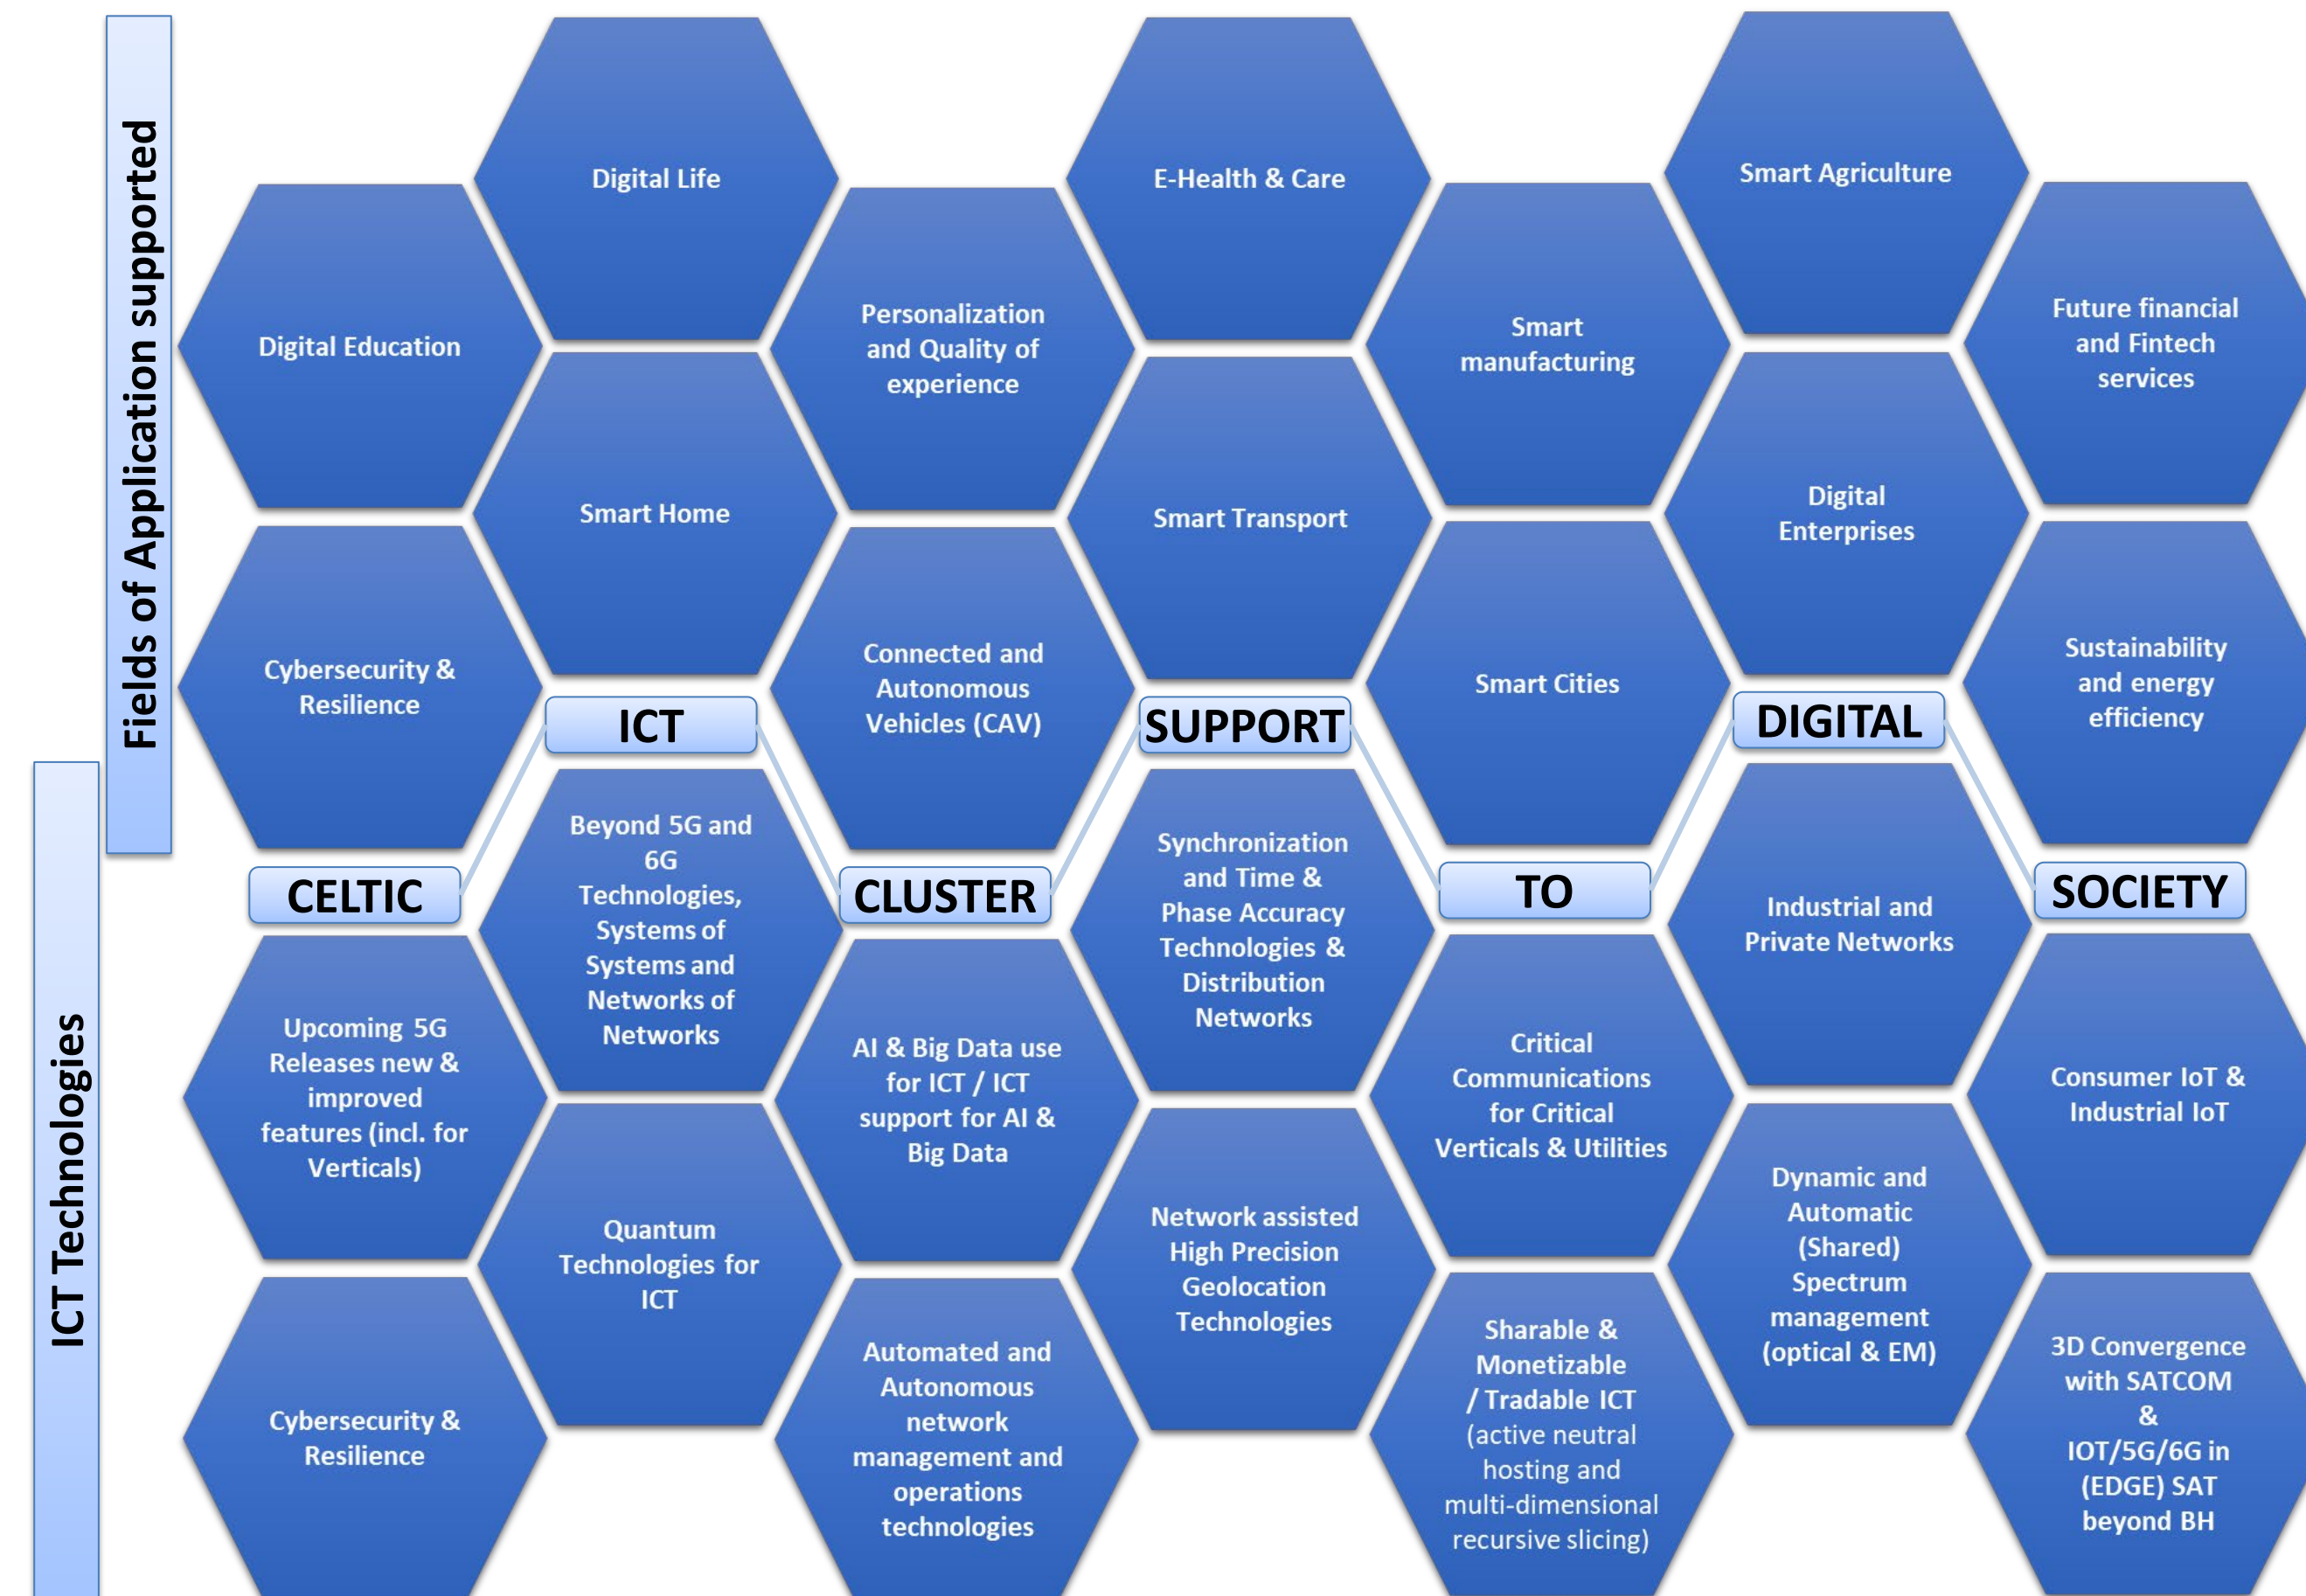 Fields of Application supported
Digital Life
E-Health & Care
Smart Agriculture
Digital Education
Personalization
and Quality of
experience
Smart
manufacturing
Future financial
and Fintech
services
Smart Home
Smart Transport
Digital
Enterprises
Cybersecurity &
Resilience
Connected and
Autonomous
Vehicles (CAV)
Smart Cities
Sustainability
and energy
efficiency
CELTIC
ICT
CLUSTER
SUPPORT
TO
DIGITAL
SOCIETY
ICT Technologies
Beyond 5G and
6G
Technologies,
Systems of
Systems and
Networks of
Networks
Synchronization
and Time &
Phase Accuracy
Technologies &
Distribution
Networks
Industrial and
Private Networks
Upcoming 5G
Releases new &
improved
features (incl. for
Verticals)
AI & Big Data use
for ICT / ICT
support for AI &
Big Data
Critical
Communications
for Critical
Verticals & Utilities
Consumer IoT &
Industrial IoT
Quantum
Technologies for
ICT
Network assisted
High Precision
Geolocation
Technologies
Dynamic and
Automatic
(Shared)
Spectrum
management
(optical & EM)
Cybersecurity &
Resilience
Automated and
Autonomous
network
management and
operations
technologies
Sharable &
Monetizable
/ Tradable ICT
(active neutral
hosting and
multi-dimensional
recursive slicing)
3D Convergence
with SATCOM
&
IOT/5G/6G in
(EDGE) SAT
beyond BH